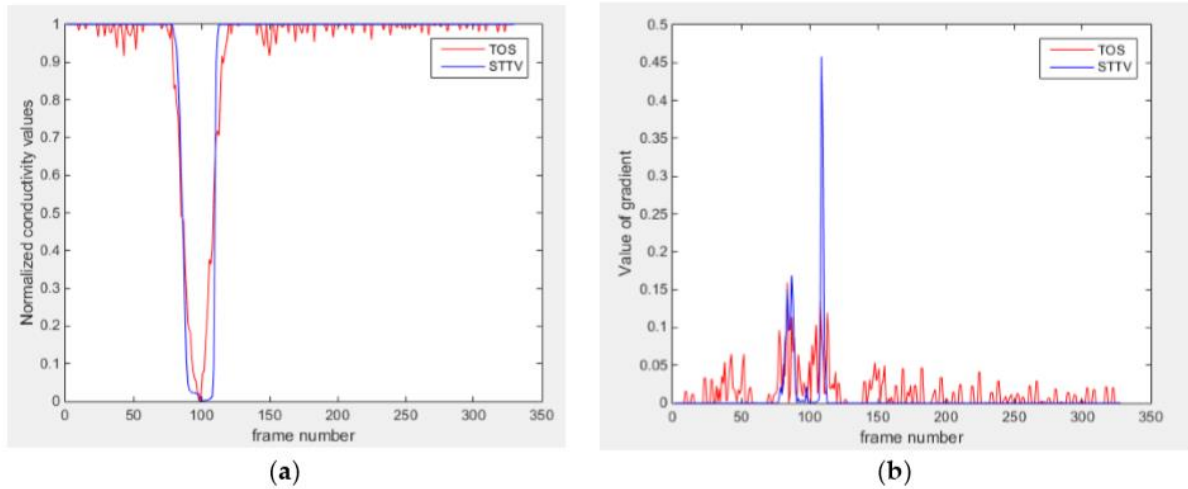 1
0.9
0.8
0.7
0.6
0.5
0.4
0.3
0.2
0.1
0
0 50 100 150 200 250 300 350
Normalized conductivity values
frame number
TOS
STTV
(a)
0.5
0.45
0.4
0.35
0.3
0.25
0.2
0.15
0.1
0.05
0
0 50 100 150 200 250 300 350
Value of gradient
frame number
TOS
STTV
(b)